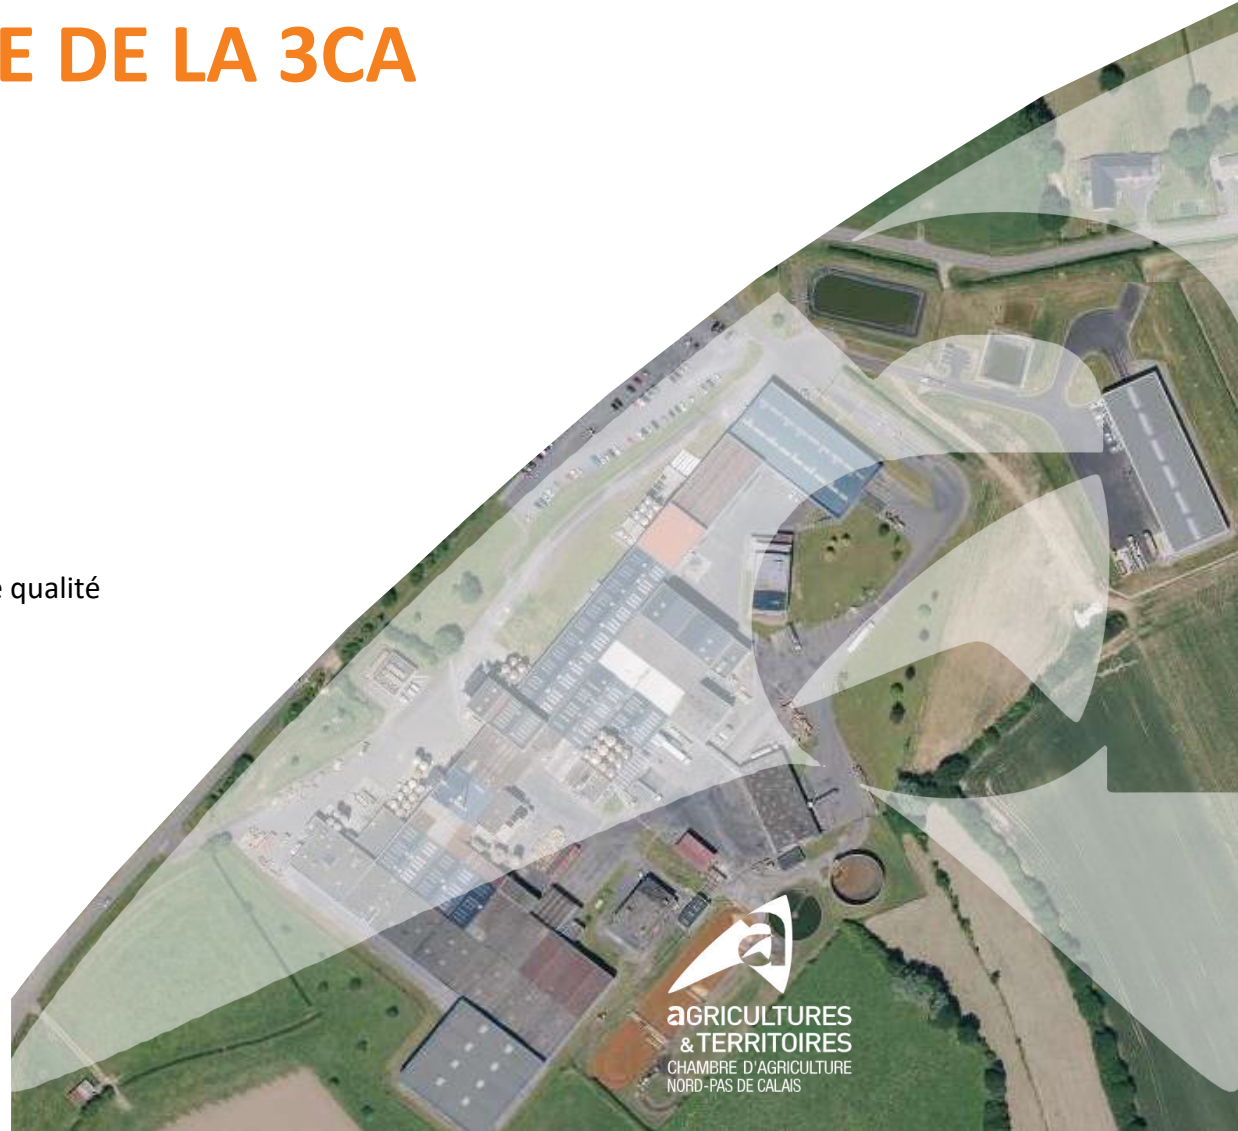 E DE LA 3CA
qualité
aGRICULTURES
& TERRITOIRES
CHAMBRE D'AGRICULTURE
NORD-PAS DE CALAIS